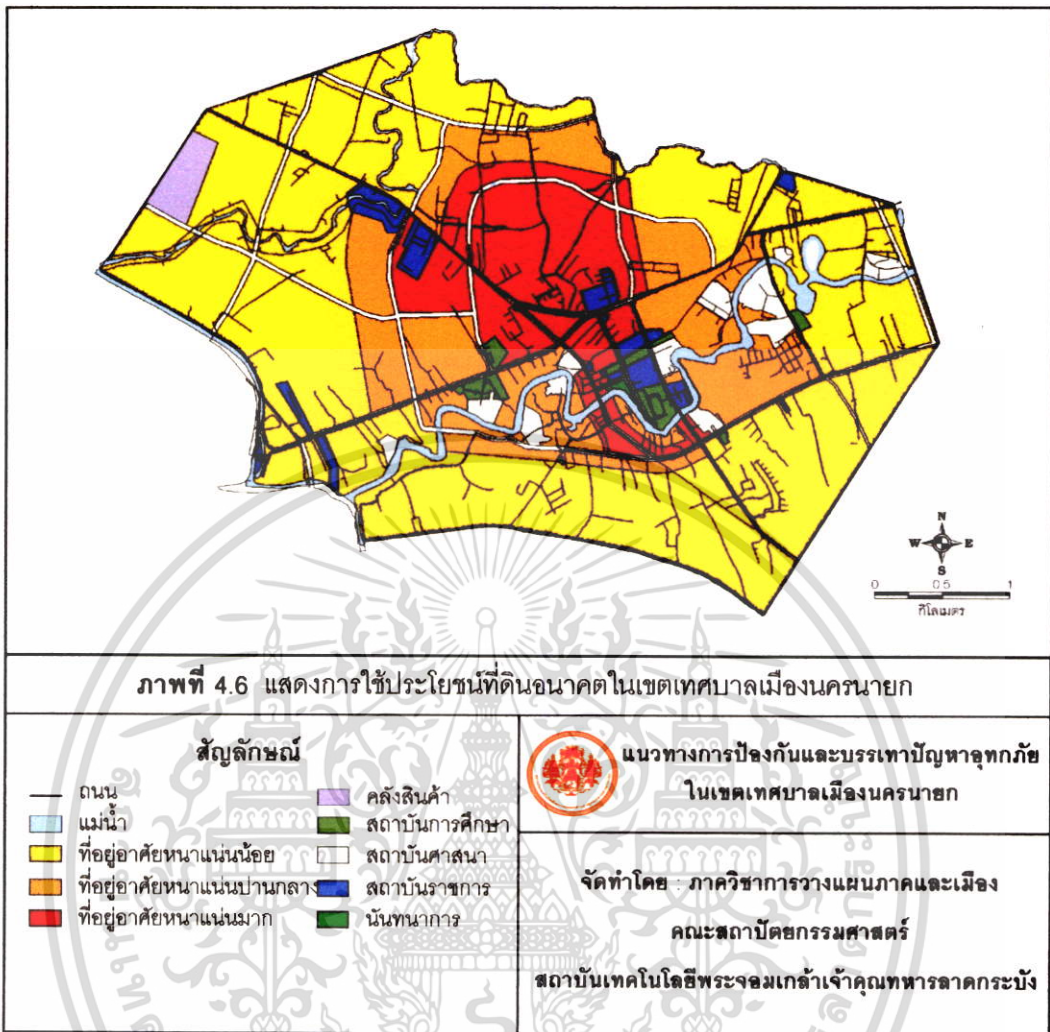 N
W E
S
0 0.5 1
กิโลเมตร
ภาพที่ 4.6 แสดงการใช้ประโยชน์ที่ดินอนาคตในเขตเทศบาลเมืองนครนายก
สัญลักษณ์
ถนน
แม่น้ำ
ที่อยู่อาศัยหนาแน่นน้อย
ที่อยู่อาศัยหนาแน่นปานกลาง
ที่อยู่อาศัยหนาแน่นมาก
คลังสินค้า
สถาบันการศึกษา
สถาบันศาสนา
สถาบันราชการ
นันทนาการ
แนวทางการป้องกันและบรรเทาปัญหาอุทกภัย
ในเขตเทศบาลเมืองนครนายก
จัดทำโดย : ภาควิชาการวางแผนภาคและเมือง
คณะสถาปัตยกรรมศาสตร์
สถาบันเทคโนโลยีพระจอมเกล้าเจ้าคุณทหารลาดกระบัง